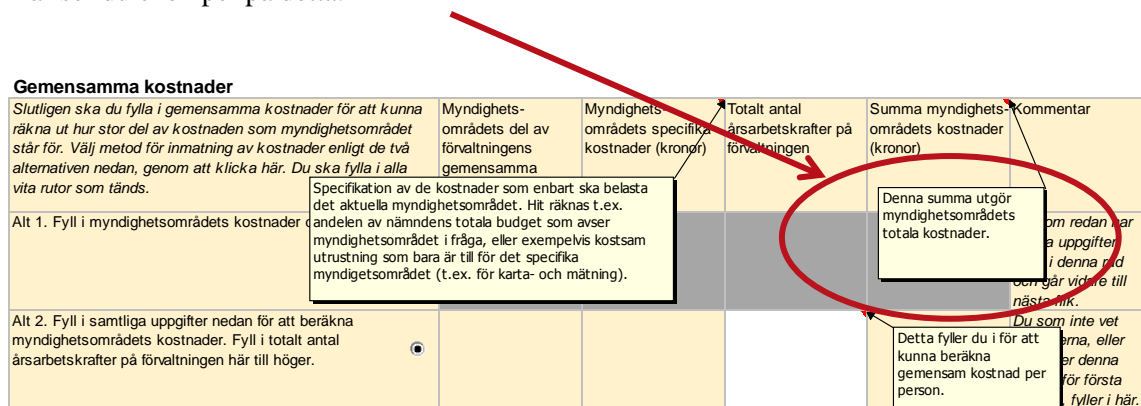 Gemensamma kostnader
Slutligen ska du fylla i gemensamma kostnader för att kunna
räkna ut hur stor del av kostnaden som myndighetsområdet
står för. Välj metod för inmatning av kostnader enligt de två
alternativen nedan, genom att klicka här. Du ska fylla i alla
vita rutor som tänds.
Myndighets-
områdets del av
förvaltningens
gemensamma
Myndighets-
områdets specifika
kostnader (kronor)
Totalt antal
årsarbetskrafter på
förvaltningen
Summa myndighets-
områdets kostnader
(kronor)
Kommentar
Specifikation av de kostnader som enbart ska belasta
det aktuella myndighetsområdet. Hit räknas t.ex.
andelen av nämndens totala budget som avser
myndighetsområdet i fråga, eller exempelvis kostsam
utrustning som bara är till för det specifika
myndigetsområdet (t.ex. för karta- och mätning).
Denna summa utgör
myndighetsområdets
totala kostnader.
Alt 1. Fyll i myndighetsområdets kostnader
om redan har
uppgifter
i denna rad
och går vidare till
nästa flik.
Alt 2. Fyll i samtliga uppgifter nedan för att beräkna
myndighetsområdets kostnader. Fyll i totalt antal
årsarbetskrafter på förvaltningen här till höger.
Detta fyller du i för att
kunna beräkna
gemensam kostnad per
person.
Du som inte vet
eller
denna
för första
fyller i här.